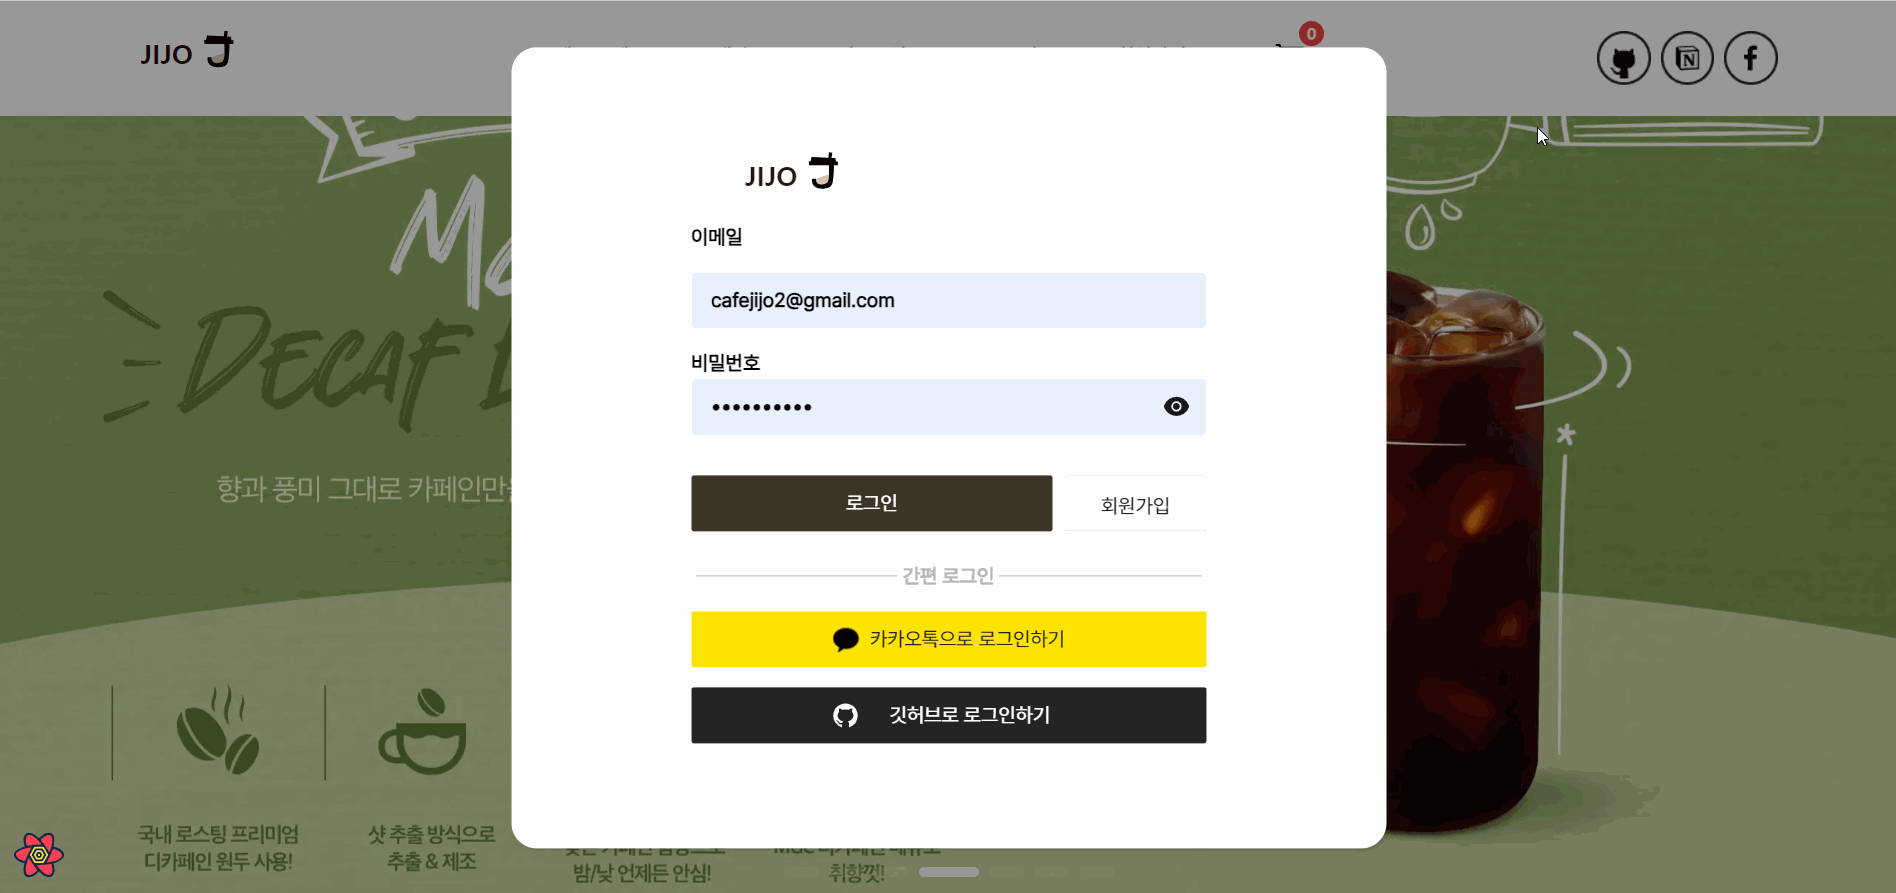 JIJO
0
N
JIJO
이메일
cafejijo2@gmail.com
비밀번호
로그인
회원가입
간편 로그인
카카오톡으로 로그인하기
깃허브로 로그인하기
DECAF
향과 풍미 그대로 카페인만
국내 로스팅 프리미엄
디카페인 원두 사용!
샷 추출 방식으로
추출 & 제조
밤/낮 언제든 안심!
취향껏!